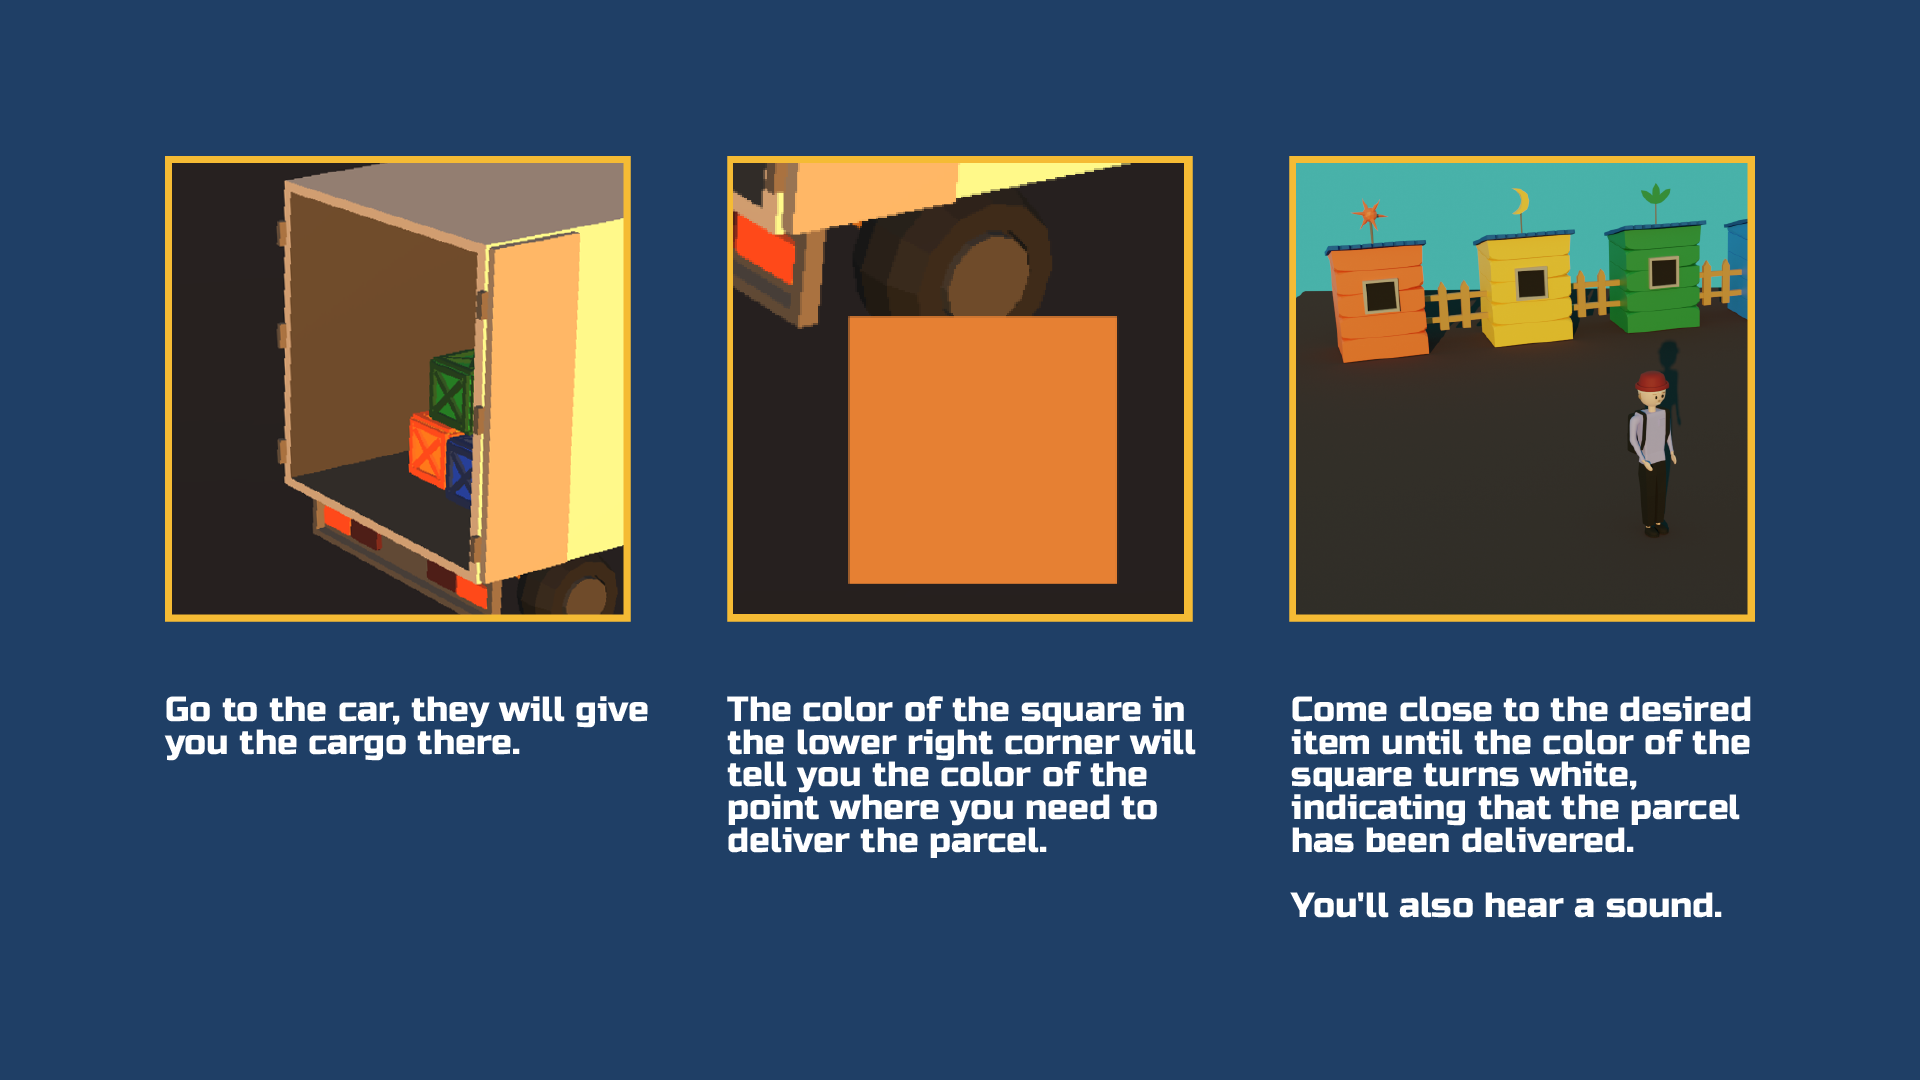 Go to the car, they will give
you the cargo there.
The color of the square in
the lower right corner will
tell you the color of the
point where you need to
deliver the parcel.
Come close to the desired
item until the color of the
square turns white,
indicating that the parcel
has been delivered.
You'll also hear a sound.